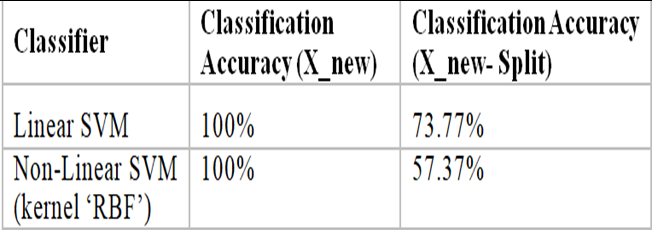 Classifier
Classification
Accuracy (X_new)
Classification Accuracy
(X_new- Split)
Linear SVM
100%
73.77%
Non-Linear SVM
(kernel ‘RBF’)
100%
57.37%